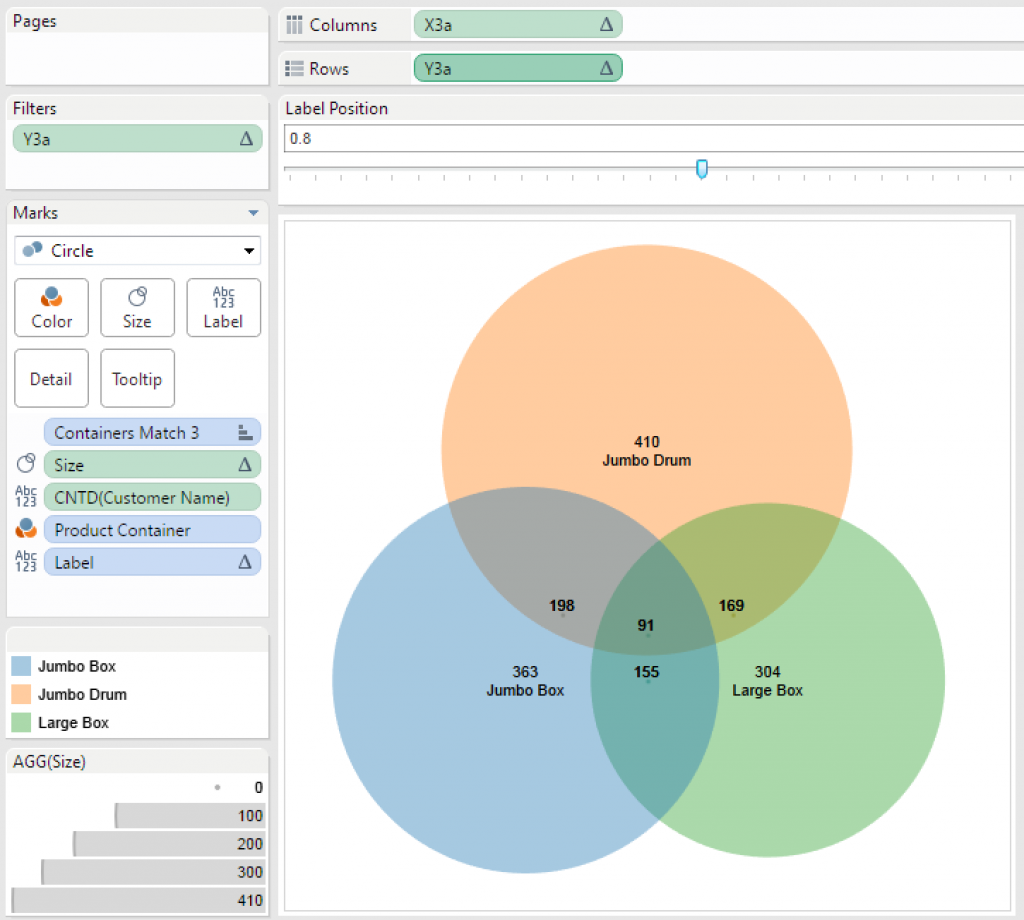 Pages
Filters
Y3a
Marks
Circle
Color
Size
Abc
123
Label
Detail
Tooltip
Containers Match 3
Size
Abc
123
CNTD(Customer Name)
Product Container
Abc
123
Label
Jumbo Box
Jumbo Drum
Large Box
AGG(Size)
0
100
200
300
410
Columns
X3a
Rows
Y3a
Label Position
0.8
410
Jumbo Drum
198
169
91
363
Jumbo Box
155
304
Large Box